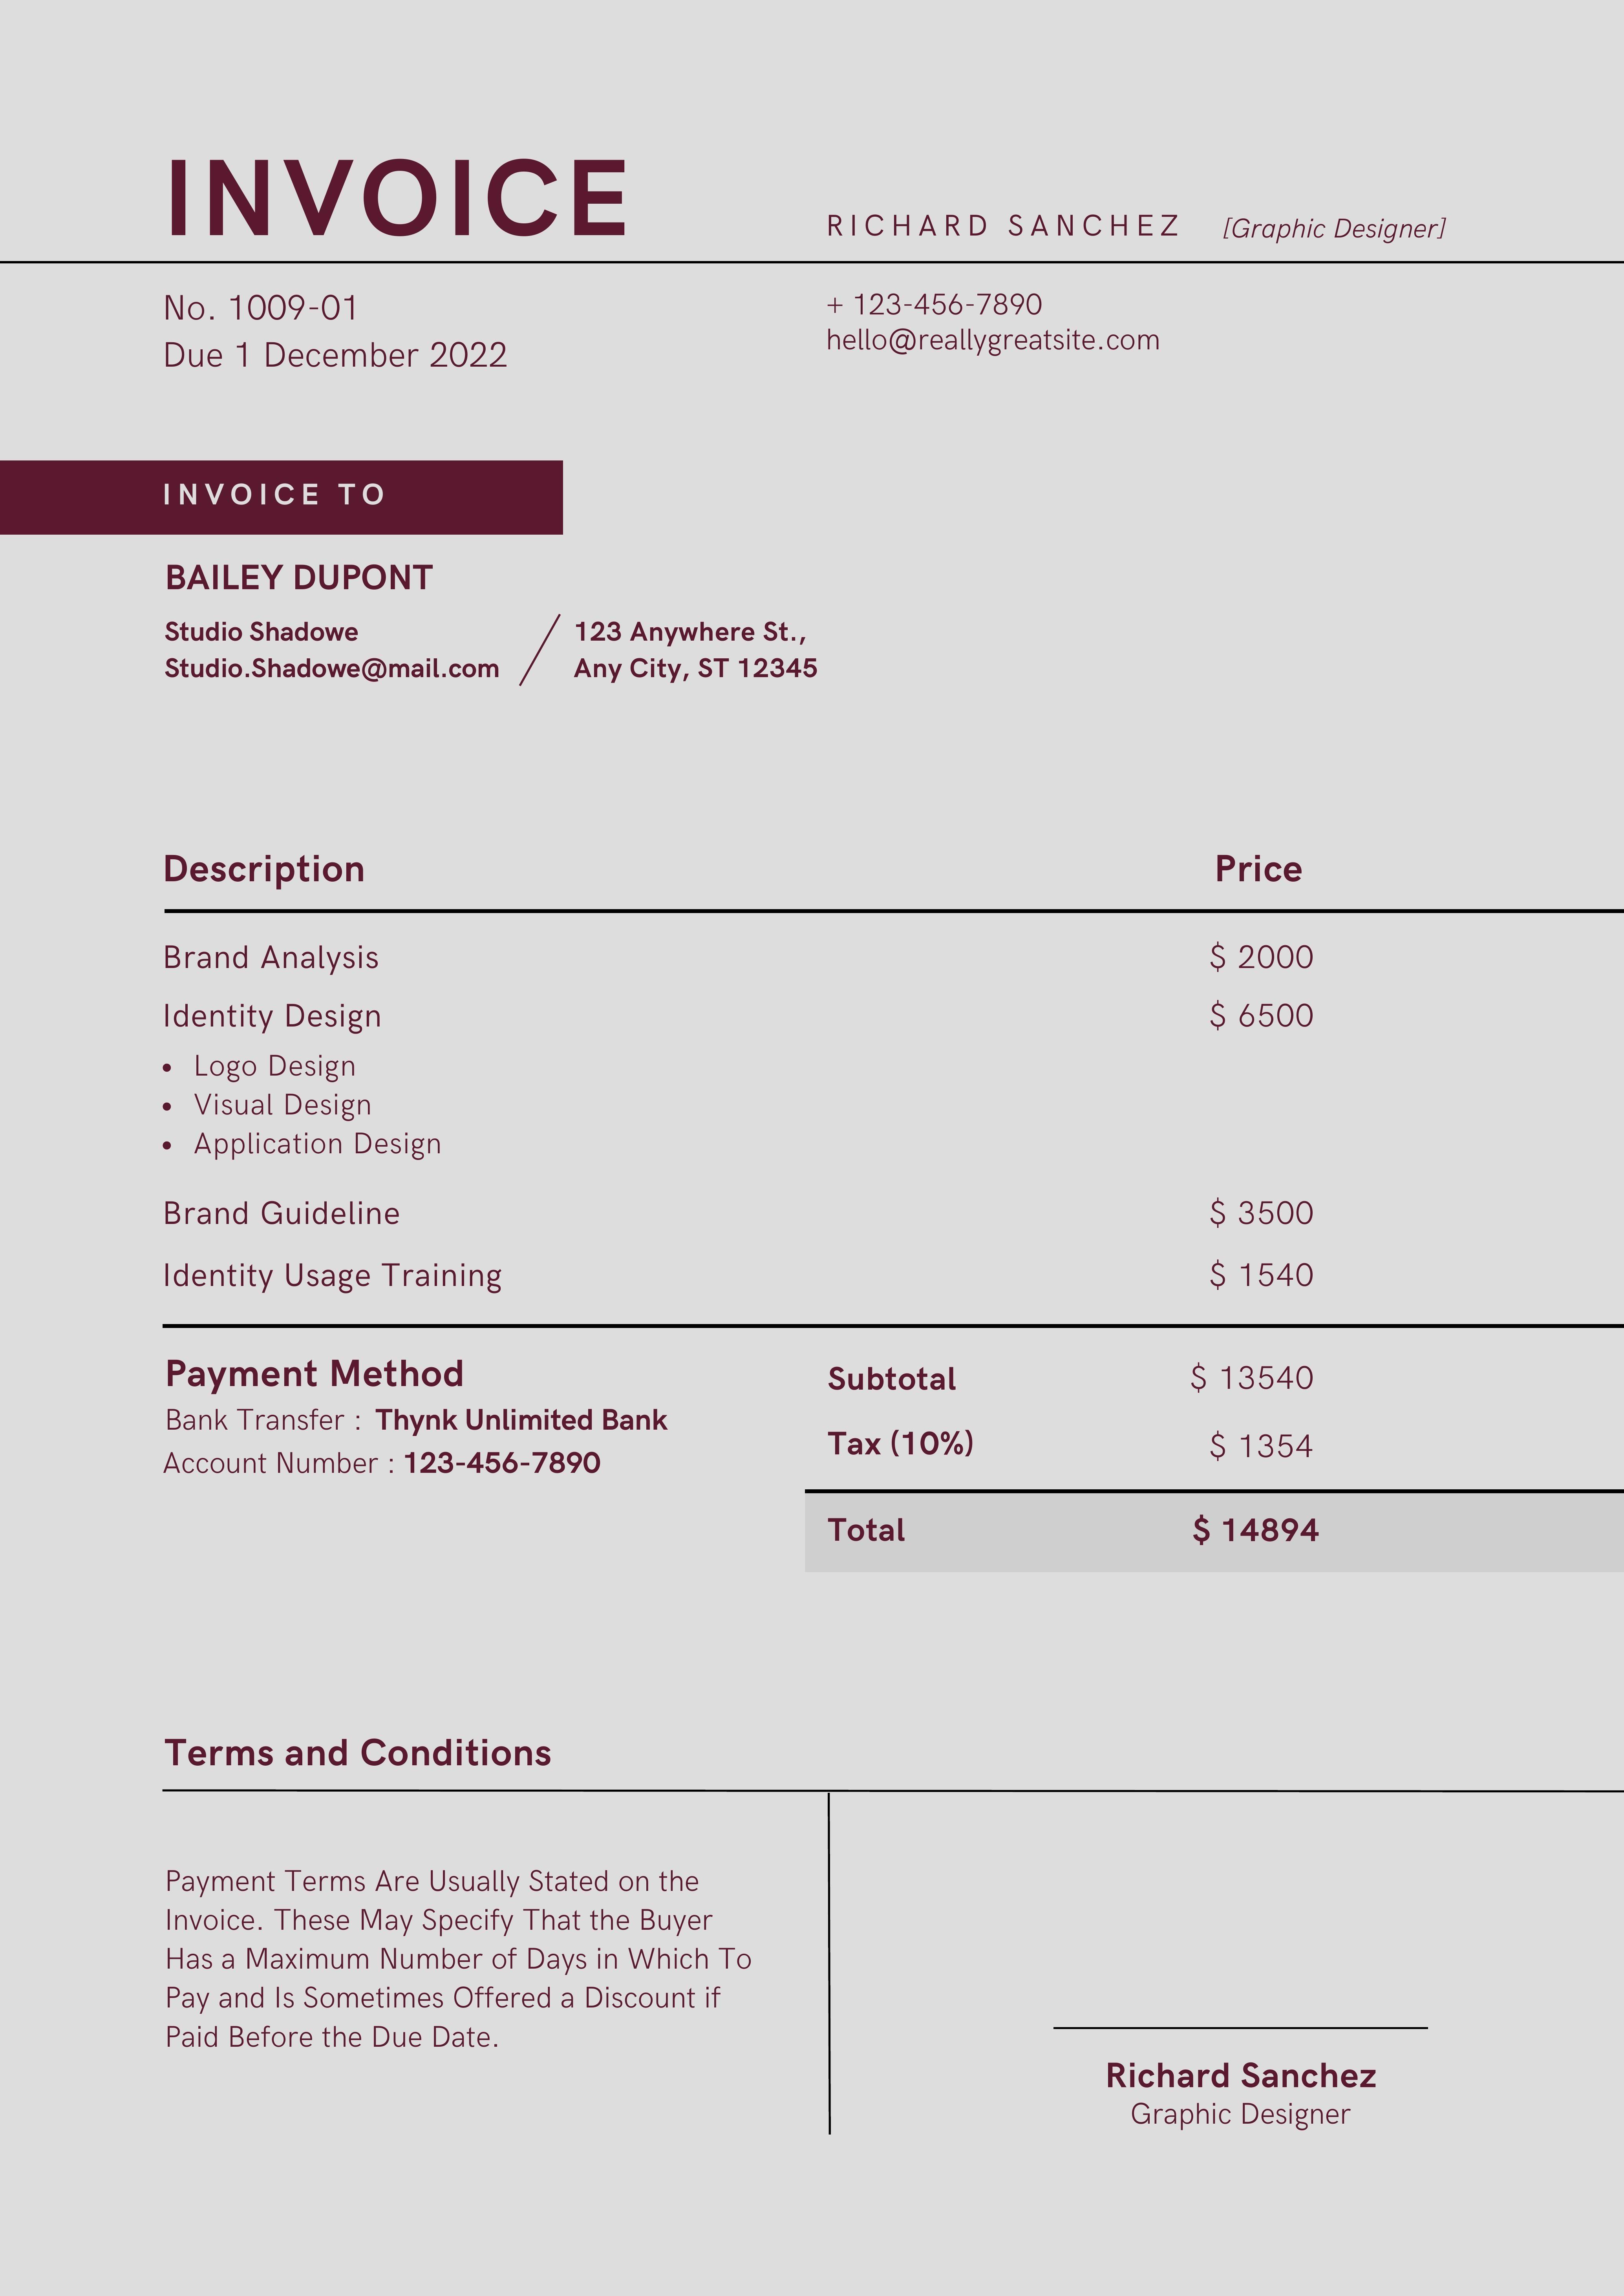 INVOICE
RICHARD SANCHEZ [Graphic Designer]
No. 1009-01
Due 1 December 2022
+ 123-456-7890
hello@reallygreatsite.com
INVOICE TO
BAILEY DUPONT
Studio Shadowe
Studio.Shadowe@mail.com
123 Anywhere St.,
Any City, ST 12345
Description Price
Brand Analysis $ 2000
Identity Design $ 6500
• Logo Design
• Visual Design
• Application Design
Brand Guideline $ 3500
Identity Usage Training $ 1540
Payment Method
Bank Transfer : Thynk Unlimited Bank
Account Number : 123-456-7890
Subtotal $ 13540
Tax (10%) $ 1354
Total $ 14894
Terms and Conditions
Payment Terms Are Usually Stated on the
Invoice. These May Specify That the Buyer
Has a Maximum Number of Days in Which To
Pay and Is Sometimes Offered a Discount if
Paid Before the Due Date.
Richard Sanchez
Graphic Designer